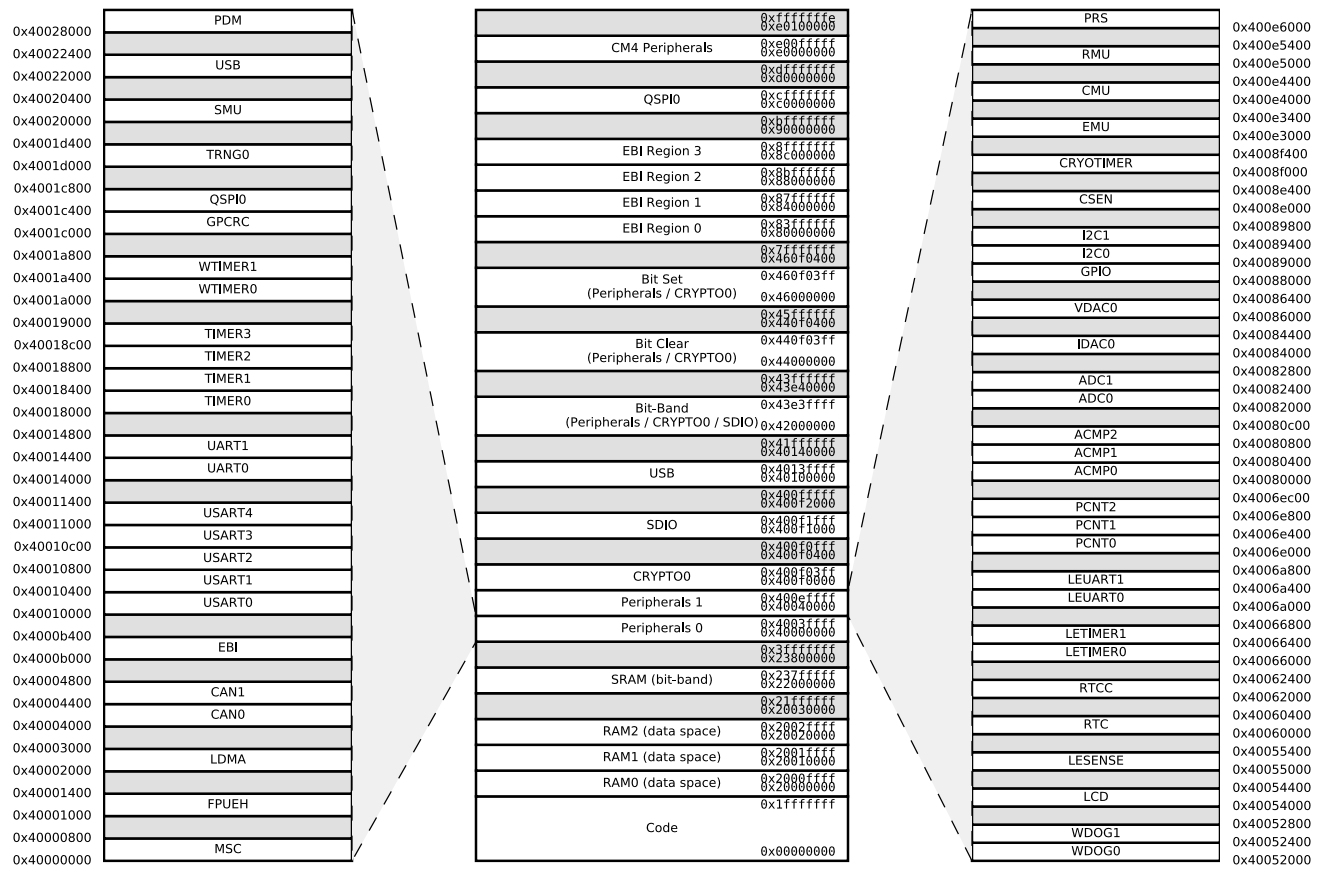 PDM
0x40028000
0x40022400
USB
0x40022000
0x40020400
SMU
0x40020000
0x4001d400
TRNG0
0x4001d000
0x4001c800
QSPI0
0x4001c400
GPCRC
0x4001c000
0x4001a800
WTIMER1
0x4001a400
WTIMER0
0x4001a000
0x40019000
TIMER3
0x40018c00
TIMER2
0x40018800
TIMER1
0x40018400
TIMER0
0x40018000
0x40014800
UART1
0x40014400
UART0
0x40014000
0x40011400
USART4
0x40011000
USART3
0x40010c00
USART2
0x40010800
USART1
0x40010400
USART0
0x40010000
0x4000b400
EBI
0x4000b000
0x40004800
CAN1
0x40004400
CAN0
0x40004000
0x40003000
LDMA
0x40002000
0x40001400
FPUEH
0x40001000
0x40000800
MSC
0x40000000
0xfffffffe
0xe0100000
CM4 Peripherals
0xe00fffff
0xe0000000
0xdfffffff
0xd0000000
QSPI0
0xcfffffff
0xc0000000
0xbfffffff
0x90000000
EBI Region 3
0x8fffffff
0x8c000000
EBI Region 2
0x8bffffff
0x88000000
EBI Region 1
0x87ffffff
0x84000000
EBI Region 0
0x83ffffff
0x80000000
0x7fffffff
0x460f0400
Bit Set
(Peripherals / CRYPTO0)
0x460f03ff
0x46000000
0x45ffffff
0x440f0400
Bit Clear
(Peripherals / CRYPTO0)
0x440f03ff
0x44000000
0x43ffffff
0x43e40000
Bit-Band
(Peripherals / CRYPTO0 / SDIO)
0x43e3ffff
0x42000000
0x41ffffff
0x40140000
USB
0x4013ffff
0x40100000
0x400fffff
0x400f2000
SDIO
0x400f1fff
0x400f1000
0x400f0fff
0x400f0400
CRYPTO0
0x400f03ff
0x400f0000
Peripherals 1
0x400effff
0x40040000
Peripherals 0
0x4003ffff
0x40000000
0x3fffffff
0x23800000
SRAM (bit-band)
0x237fffff
0x22000000
0x21ffffff
0x20030000
RAM2 (data space)
0x2002ffff
0x20020000
RAM1 (data space)
0x2001ffff
0x20010000
RAM0 (data space)
0x2000ffff
0x20000000
0x1fffffff
Code
0x00000000
PRS
0x400e6000
0x400e5400
RMU
0x400e5000
0x400e4400
CMU
0x400e4000
0x400e3400
EMU
0x400e3000
0x4008f400
CRYOTIMER
0x4008f000
0x4008e400
CSEN
0x4008e000
0x40089800
I2C1
0x40089400
I2C0
0x40089000
GPIO
0x40088000
0x40086400
VDAC0
0x40086000
0x40084400
IDAC0
0x40084000
0x40082800
ADC1
0x40082400
ADC0
0x40082000
0x40080c00
ACMP2
0x40080800
ACMP1
0x40080400
ACMP0
0x40080000
0x4006ec00
PCNT2
0x4006e800
PCNT1
0x4006e400
PCNT0
0x4006e000
0x4006a800
LEUART1
0x4006a400
LEUART0
0x4006a000
0x40066800
LETIMER1
0x40066400
LETIMER0
0x40066000
0x40062400
RTCC
0x40062000
0x40060400
RTC
0x40060000
0x40055400
LESENSE
0x40055000
0x40054400
LCD
0x40054000
0x40052800
WDOG1
0x40052400
WDOG0
0x40052000